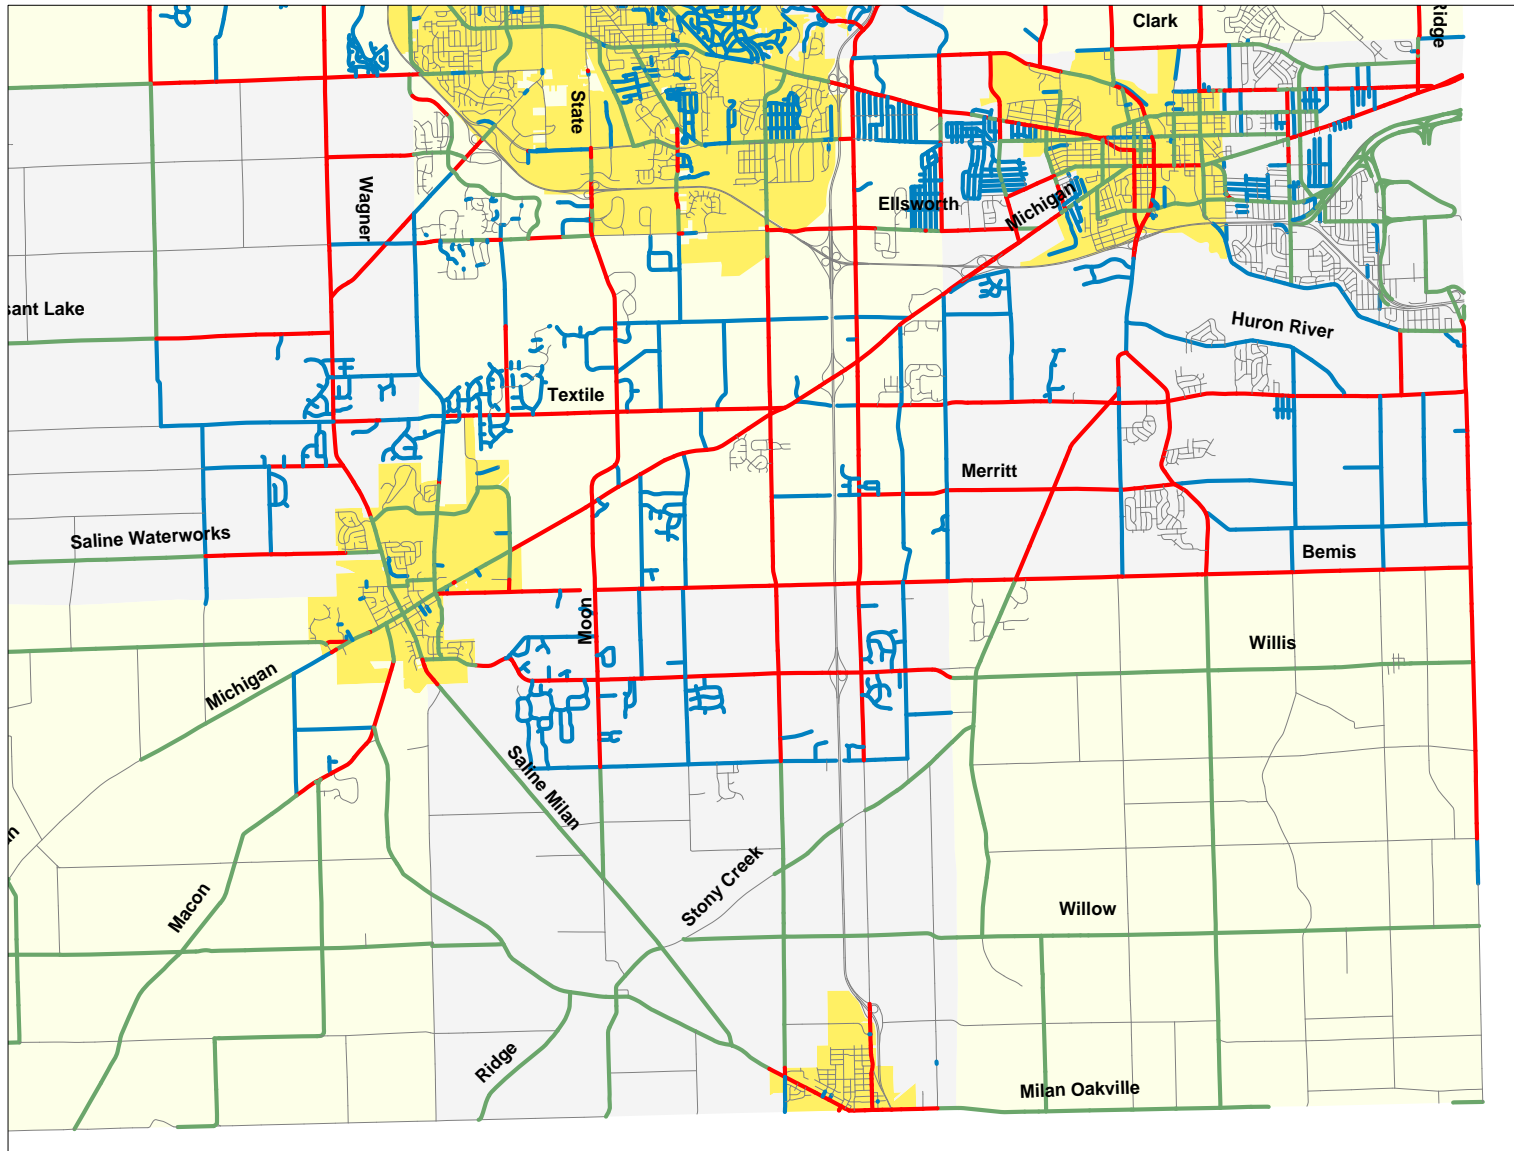 Clark
Ridge
State
Wagner
Ellsworth
Michigan
sant Lake
Huron River
Textile
Merritt
Saline Waterworks
Bemis
Moon
Willis
Michigan
Saline Milan
Stony Creek
Macon
Willow
Ridge
Milan Oakville